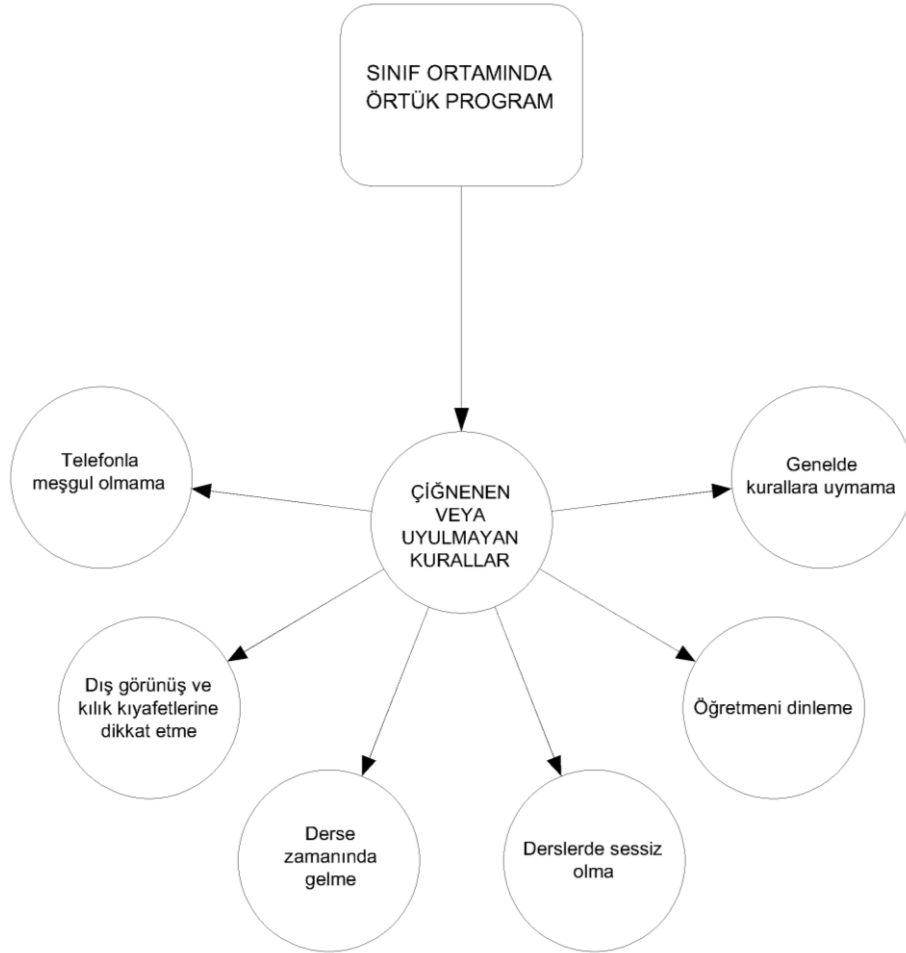 SINIF ORTAMINDA
ÖRTÜK PROGRAM
Telefonla
meşgul olmama
ÇİĞNENEN
VEYA
UYULMAYAN
KURALLAR
Genelde
kurallara uymama
Dış görünüş ve
kılık kıyafetlerine
dikkat etme
Öğretmeni dinleme
Derse
zamanında
gelme
Derslerde sessiz
olma